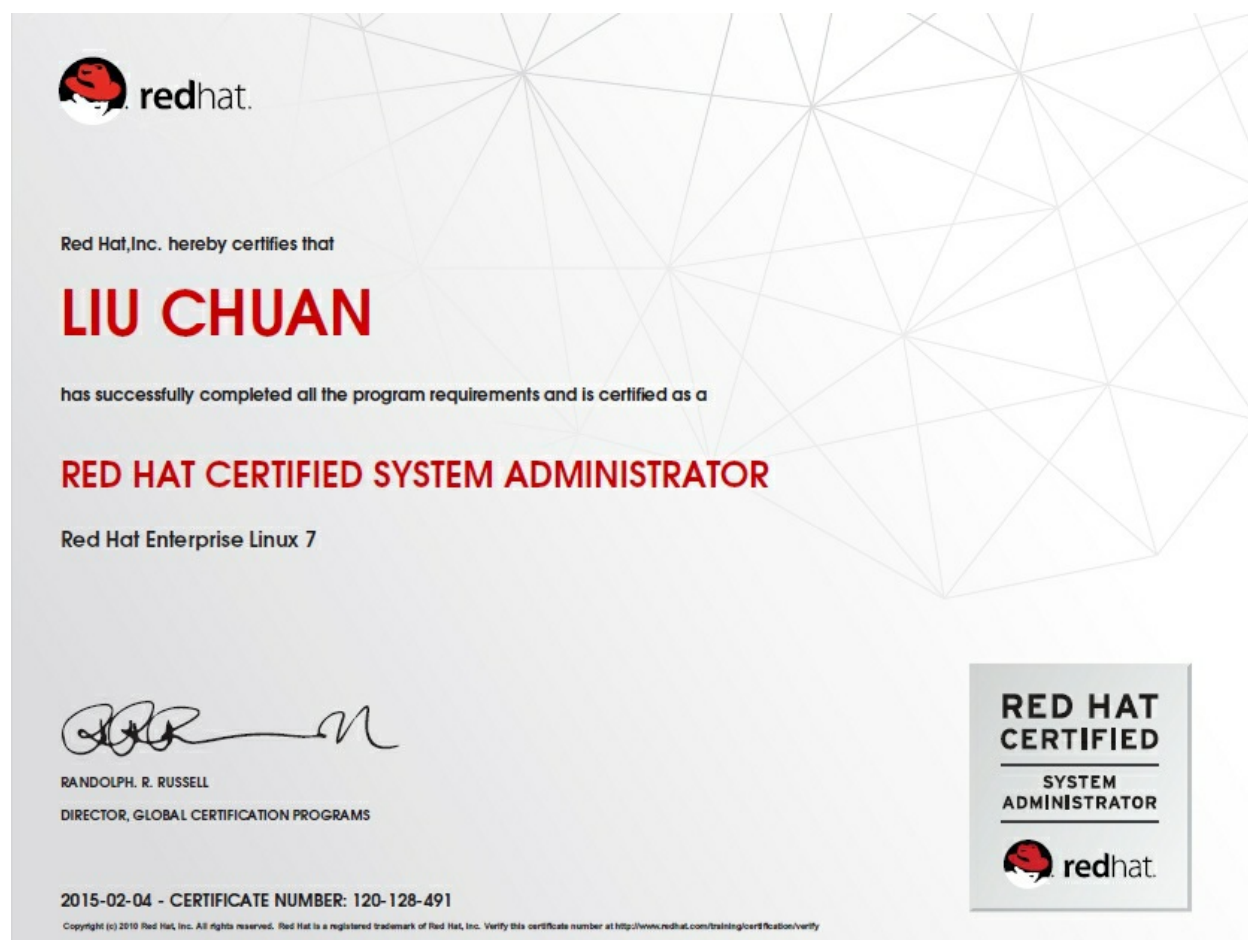 redhat.
Red Hat,Inc. hereby certifies that
LIU CHUAN
has successfully completed all the program requirements and is certified as a
RED HAT CERTIFIED SYSTEM ADMINISTRATOR
Red Hat Enterprise Linux 7
RANDOLPH. R. RUSSELL
DIRECTOR, GLOBAL CERTIFICATION PROGRAMS
2015-02-04 - CERTIFICATE NUMBER: 120-128-491
Copyright (c) 2010 Red Hat, Inc. All rights reserved. Red Hat is a registered trademark of Red Hat, Inc. Verify this certificate number at http://www.redhat.com/training/certification/verify
RED HAT
CERTIFIED
SYSTEM
ADMINISTRATOR
redhat.